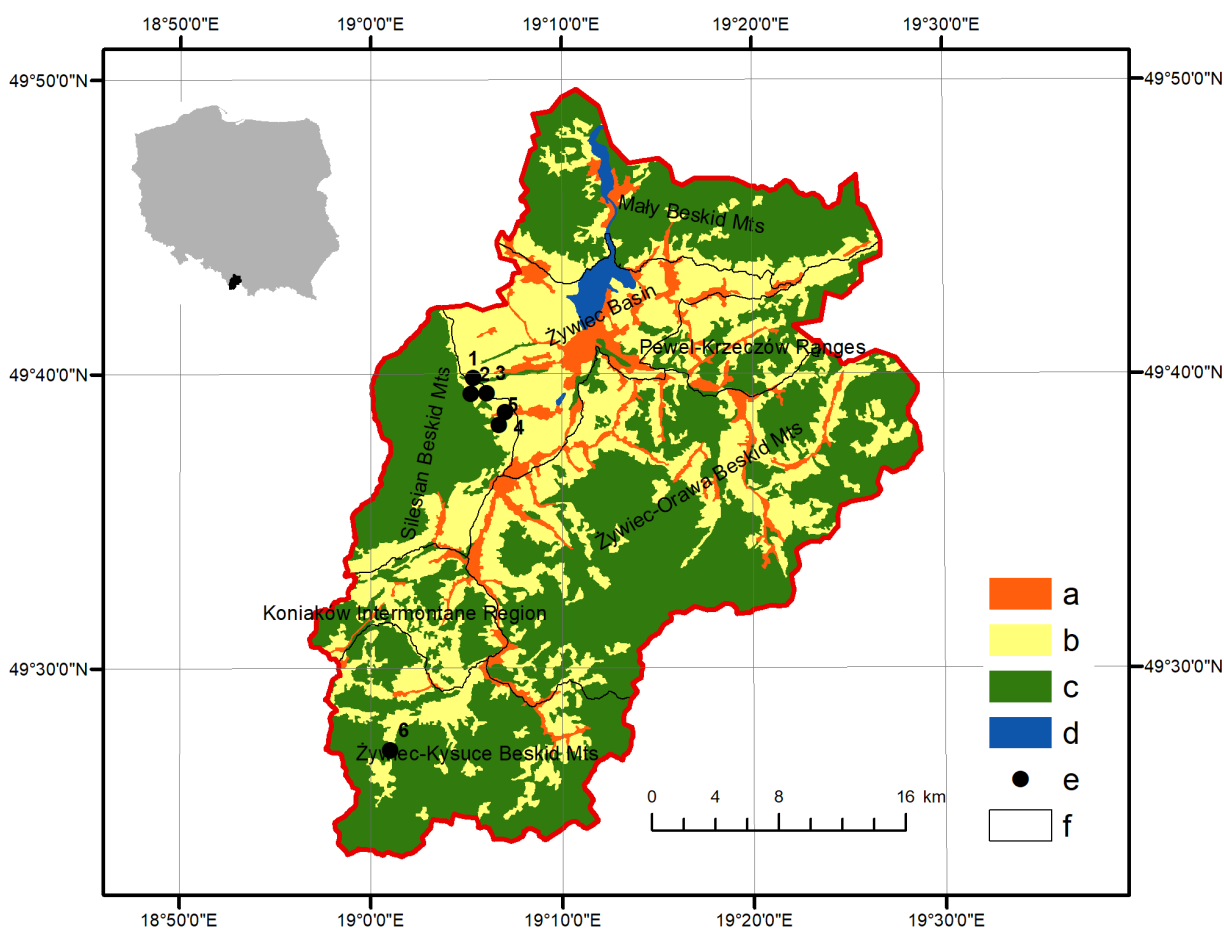 18°50'0"E 19°0'0"E 19°10'0"E 19°20'0"E 19°30'0"E
49°50'0"N 49°50'0"N
Mały Beskid Mts
Żywiec Basin
Pewel-Krzeczów Ranges
1
2 3
49°40'0"N 49°40'0"N
5
4
Silesian Beskid Mts
Żywiec-Orawa Beskid Mts
a
Koniaków Intermontane Region
b
49°30'0"N 49°30'0"N
c
6
d
Żywiec-Kysuce Beskid Mts
e
0 4 8 16 km
f
18°50'0"E 19°0'0"E 19°10'0"E 19°20'0"E 19°30'0"E